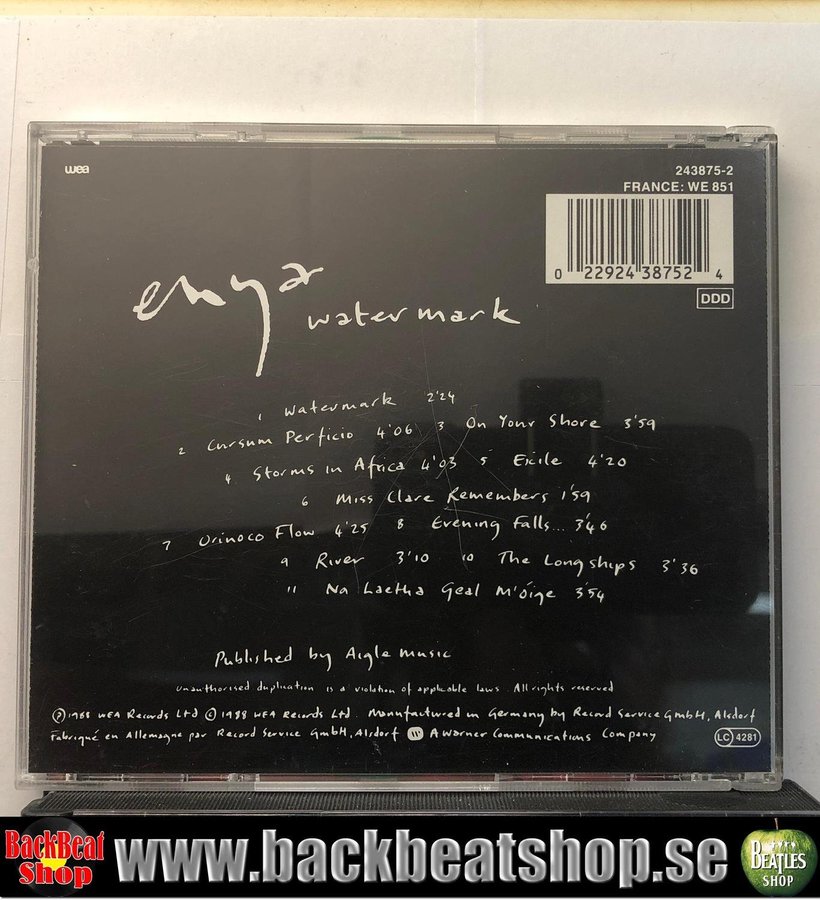 wea
243875-2
FRANCE: WE 851
0 22924 38752 4
DDD
enya
watermark
1 Watermark 2'24
2 Cursum Perficio 4'06 3 On Your Shore 3'59
4 Storms in Africa 4'03 5 Exile 4'20
6 Miss Clare Remembers 1'59
7 Orinoco Flow 4'25 8 Evening Falls... 3'46
9 River 3'10 10 The Longships 3'36
11 Na Laetha Geal M'óige 3'54
Published by Aigle Music
Unauthorised duplication is a violation of applicable laws All rights reserved
℗ 1988 WEA Records Ltd © 1988 WEA Records Ltd. Manufactured in Germany by Record Service GmbH, Alsdorf
Fabriqué en Allemagne par Record Service GmbH, Alsdorf W A Warner Communications Company
LC 4281
BackBeat
Shop
www.backbeatshop.se
BEATLES
SHOP